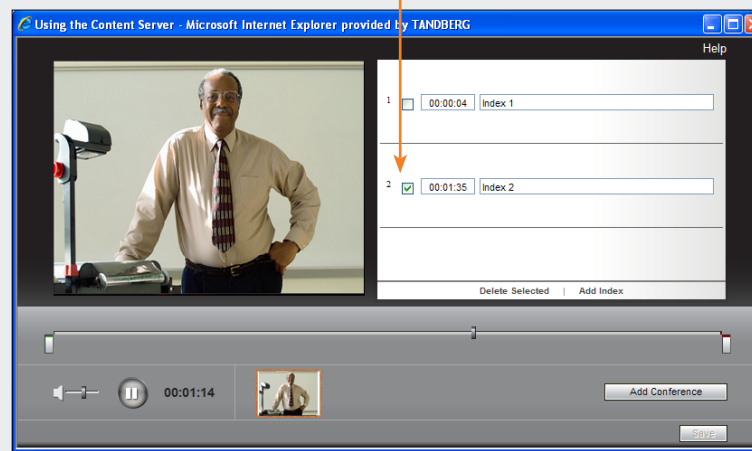 Using the Content Server - Microsoft Internet Explorer provided by TANDBERG
Help
1 00:00:04 Index 1
2 00:01:35 Index 2
Delete Selected | Add Index
00:01:14 Add Conference
Save